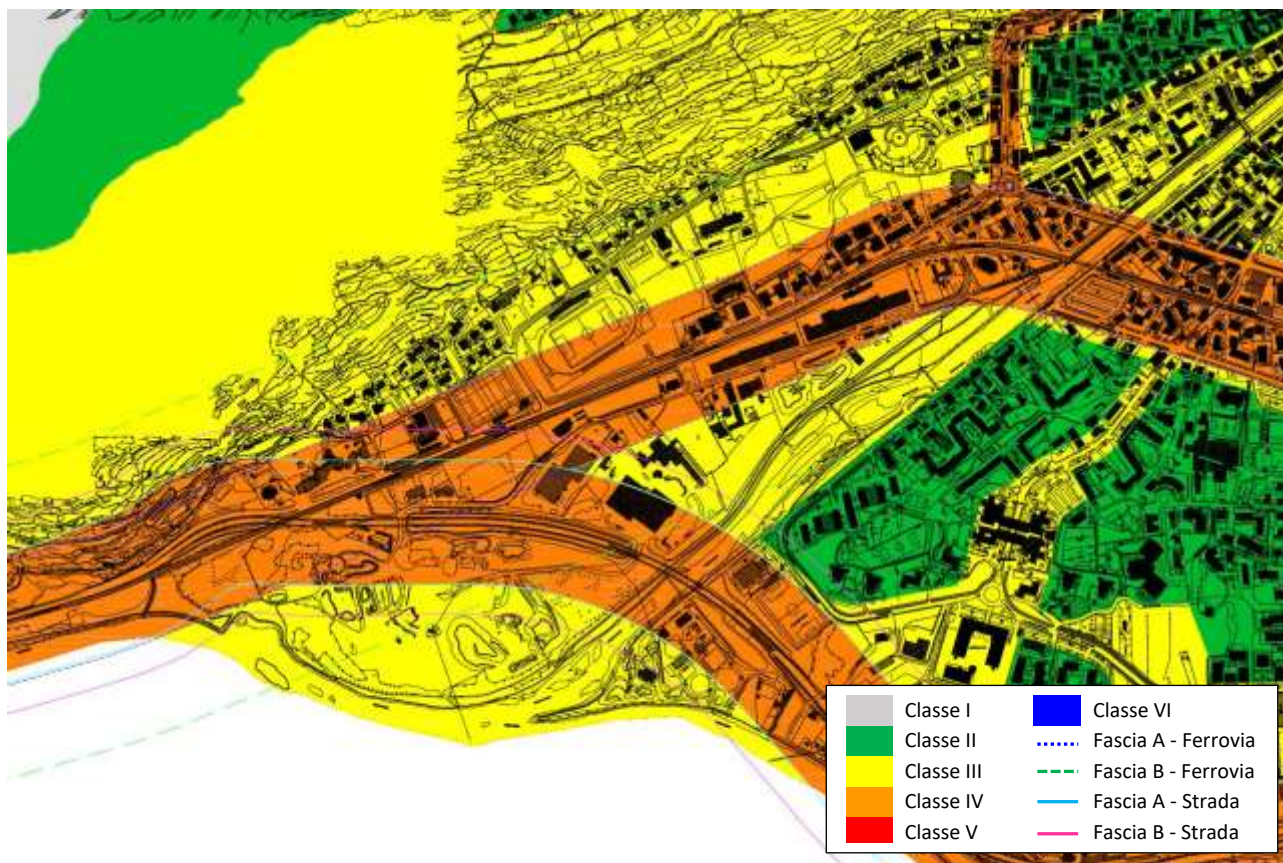 Classe I
Classe II
Classe III
Classe IV
Classe V
Classe VI
Fascia A - Ferrovia
Fascia B - Ferrovia
Fascia A - Strada
Fascia B - Strada